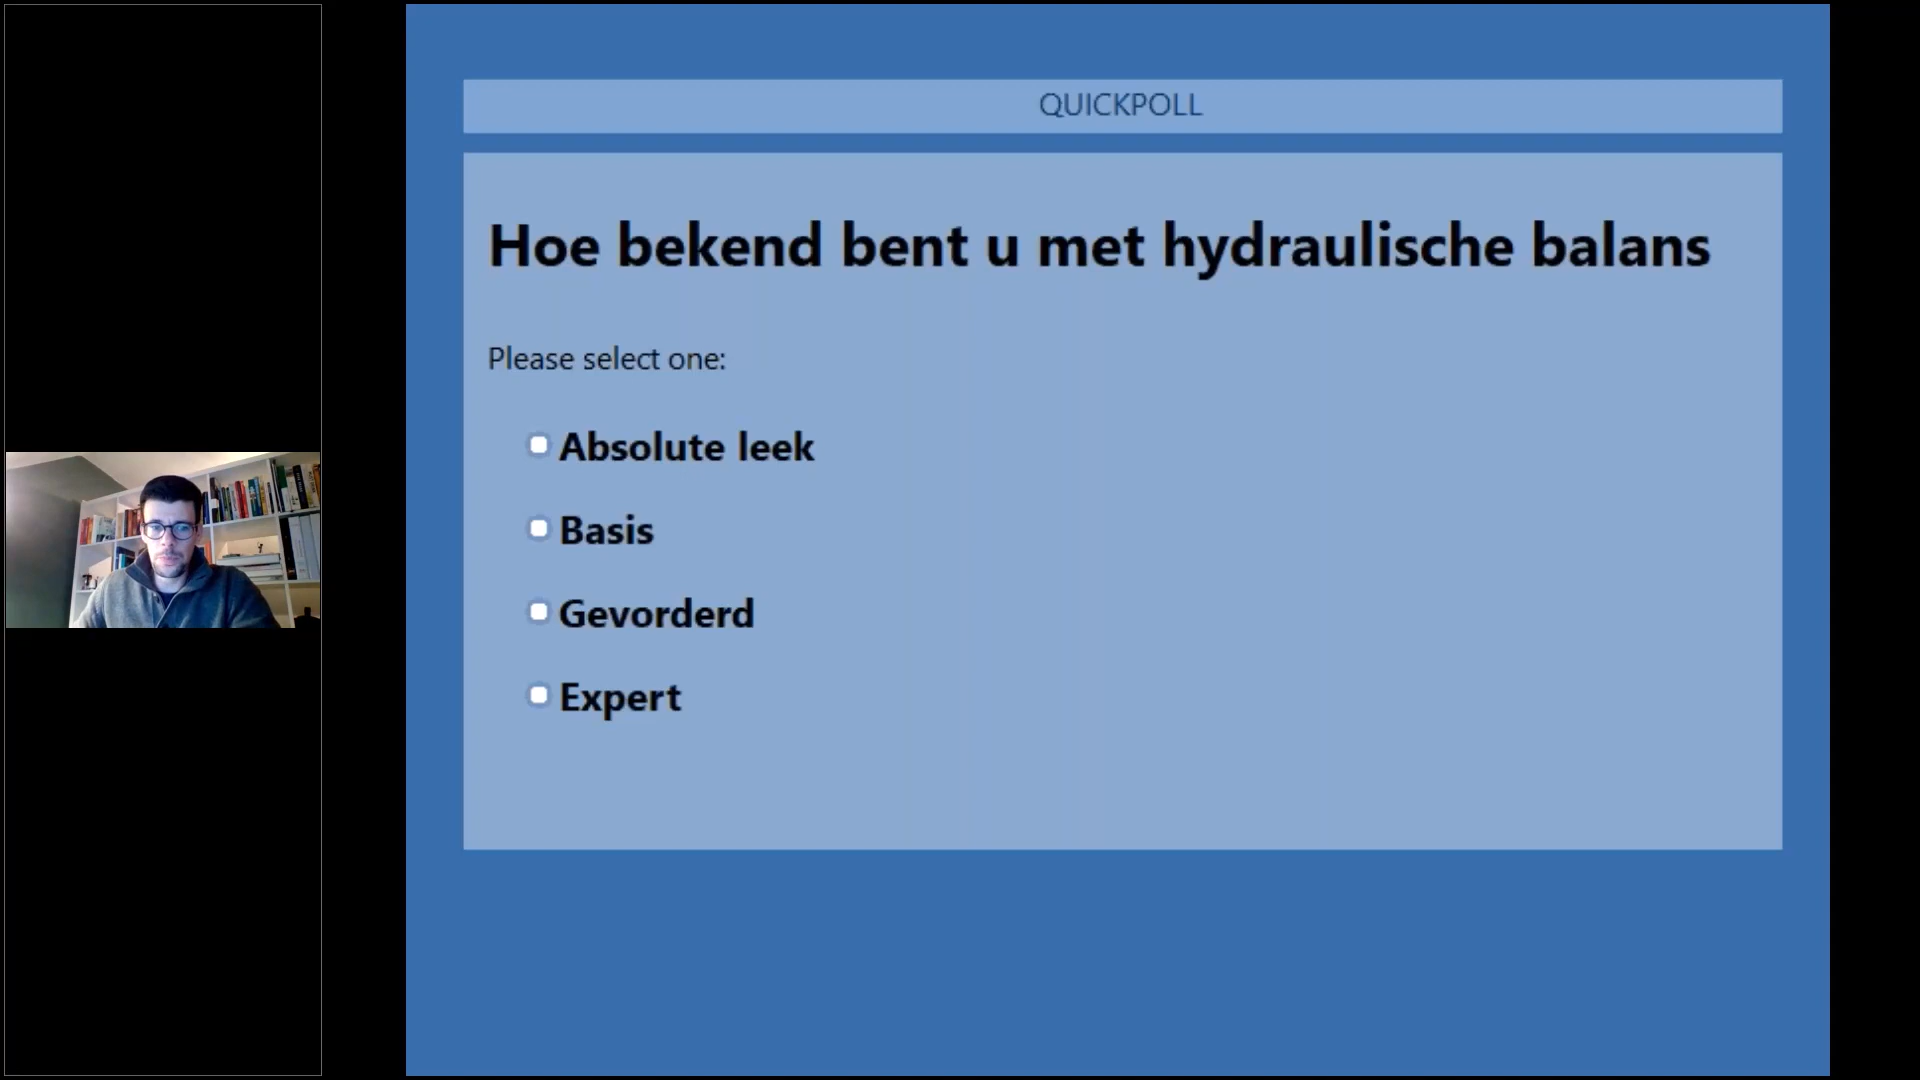 QUICKPOLL
Hoe bekend bent u met hydraulische balans
Please select one:
Absolute leek
Basis
Gevorderd
Expert